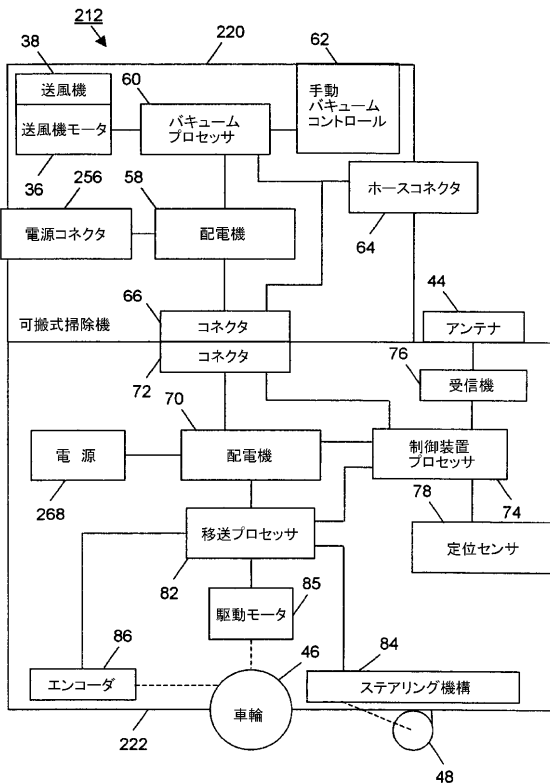 212
38
220
62
送風機
60
手動
バキューム
コントロール
送風機モータ
バキューム
プロセッサ
36
256
58
ホースコネクタ
電源コネクタ
配電機
64
66
44
可搬式掃除機
コネクタ
アンテナ
コネクタ
72
76
70
受信機
電 源
配電機
制御装置
プロセッサ
78
74
268
移送プロセッサ
定位センサ
82
85
駆動モータ
86
46
84
エンコーダ
ステアリング機構
車輪
222
48